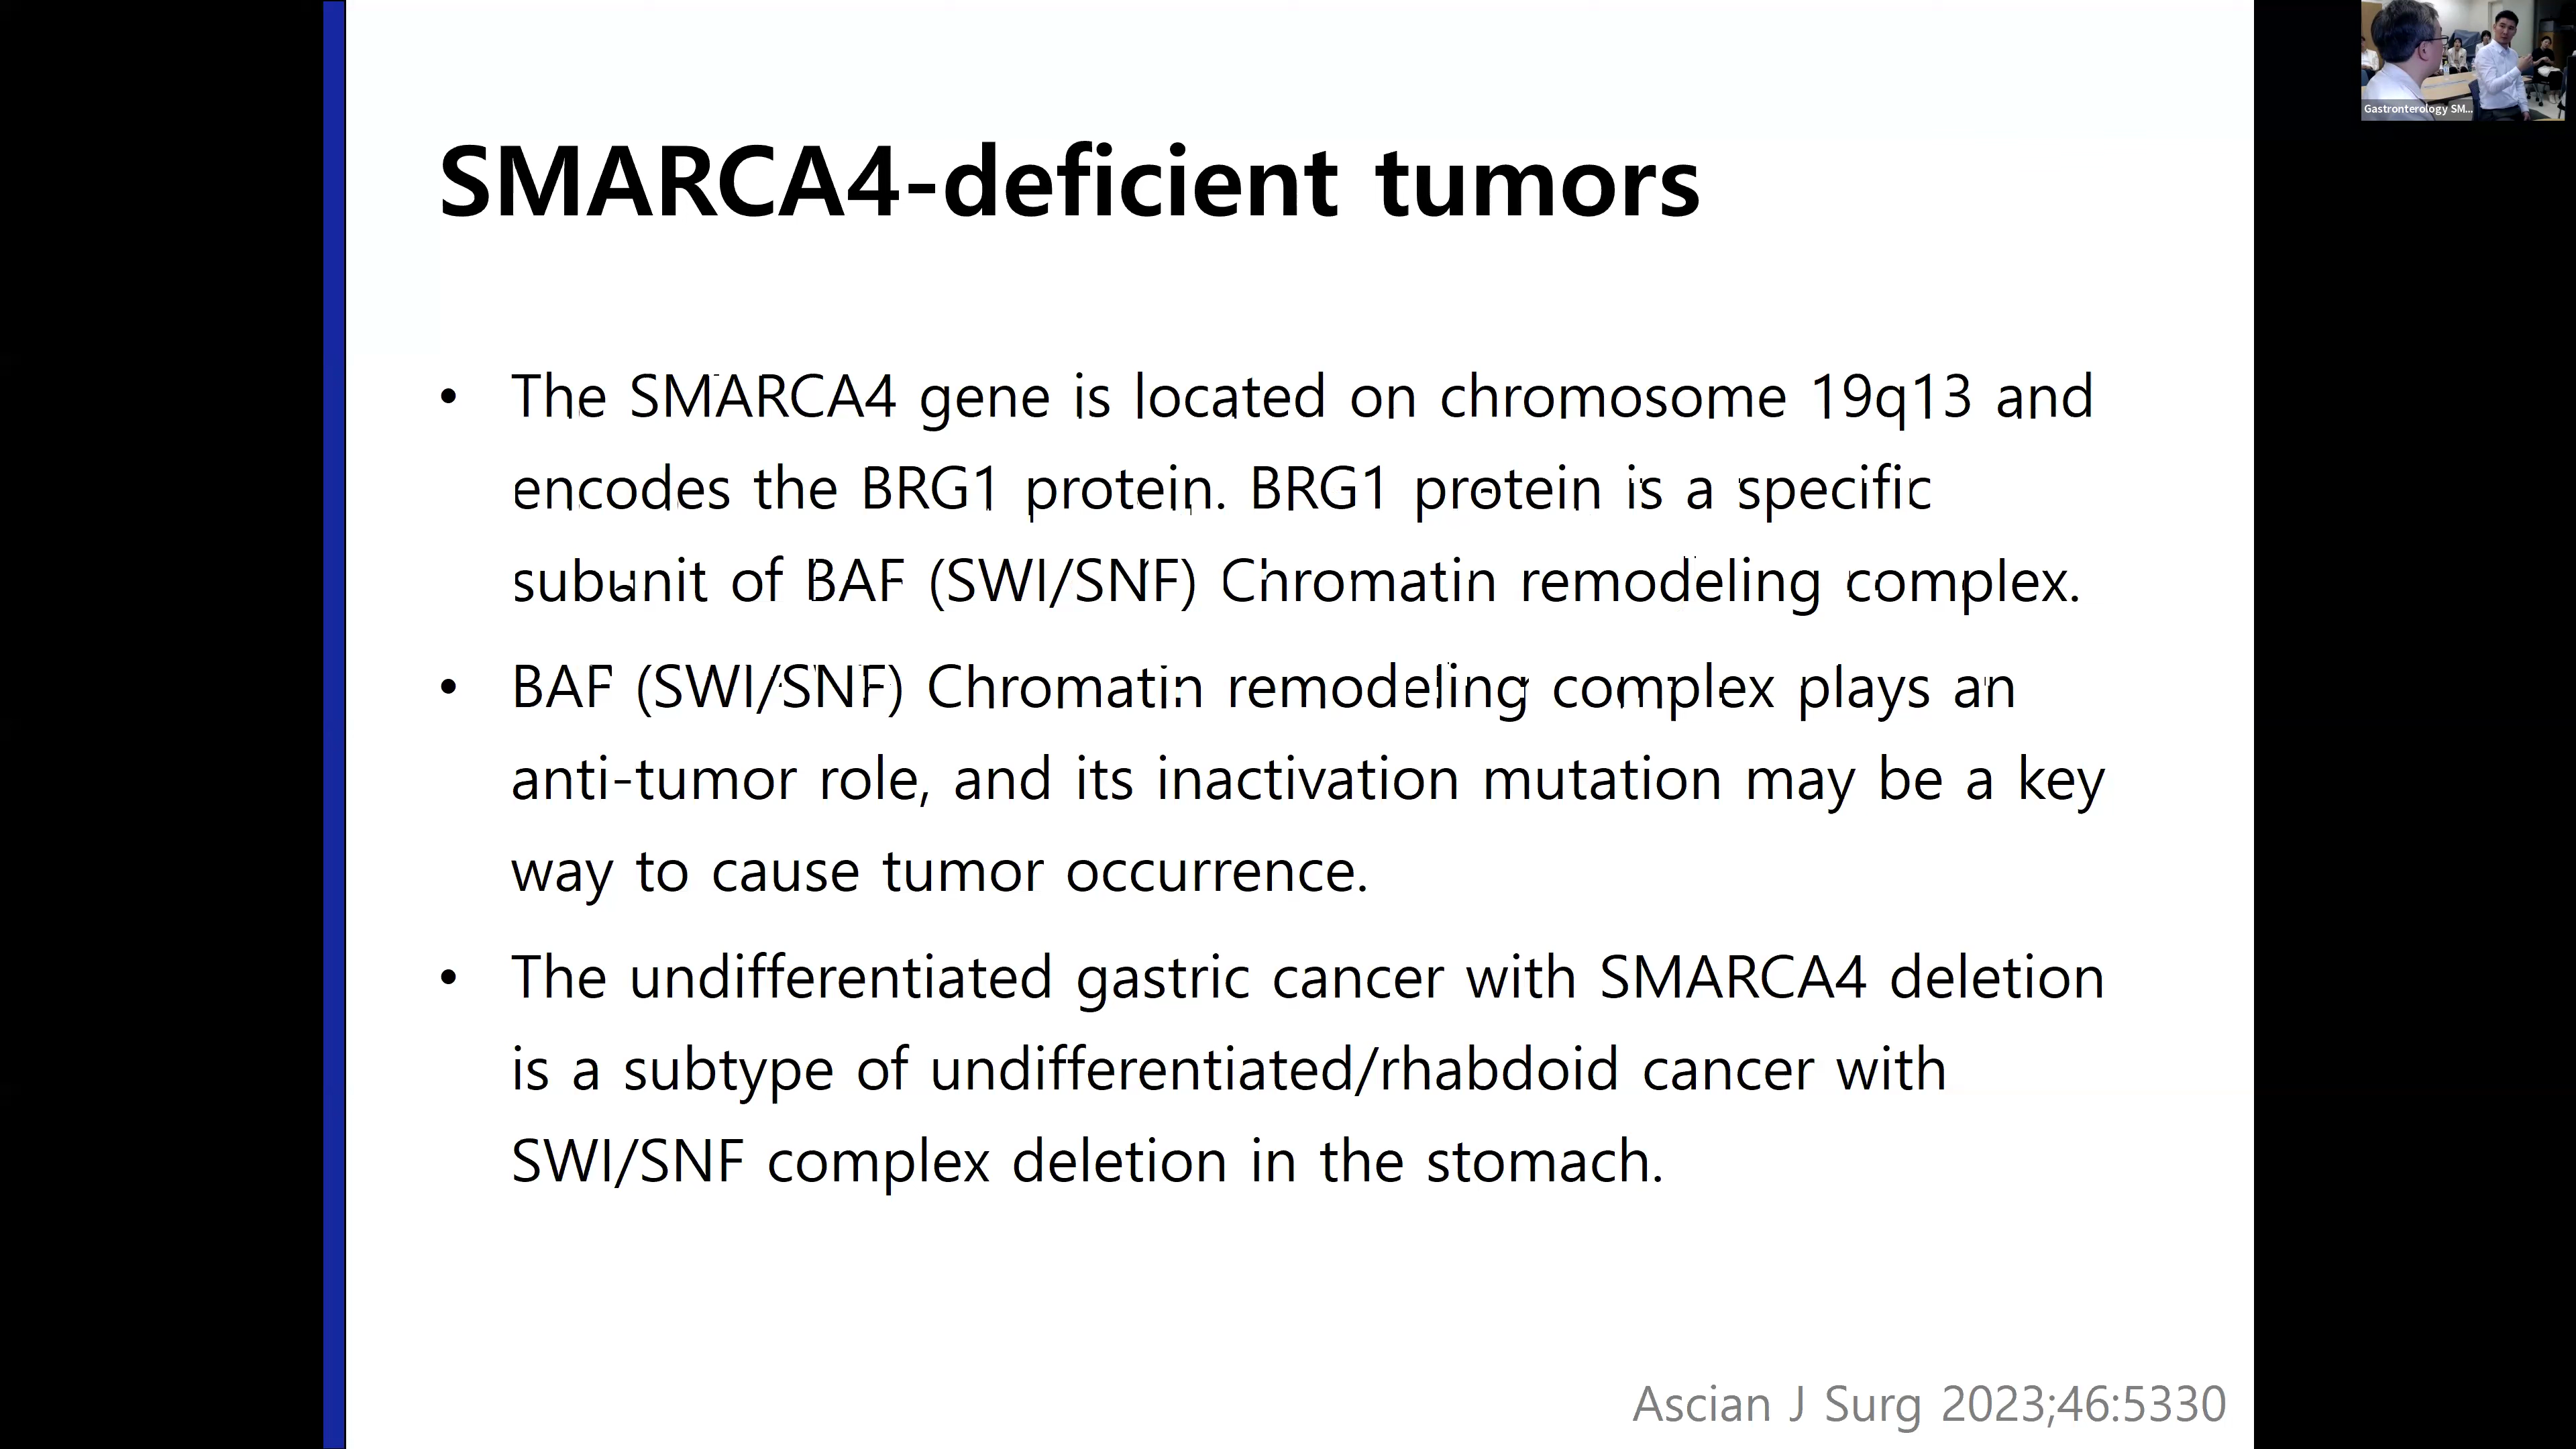 Gastronterology SM...
SMARCA4-deficient tumors
• The SMARCA4 gene is located on chromosome 19q13 and
encodes the BRG1 protein. BRG1 protein is a specific
subunit of BAF (SWI/SNF) Chromatin remodeling complex.
• BAF (SWI/SNF) Chromatin remodeling complex plays an
anti-tumor role, and its inactivation mutation may be a key
way to cause tumor occurrence.
• The undifferentiated gastric cancer with SMARCA4 deletion
is a subtype of undifferentiated/rhabdoid cancer with
SWI/SNF complex deletion in the stomach.
Ascian J Surg 2023;46:5330